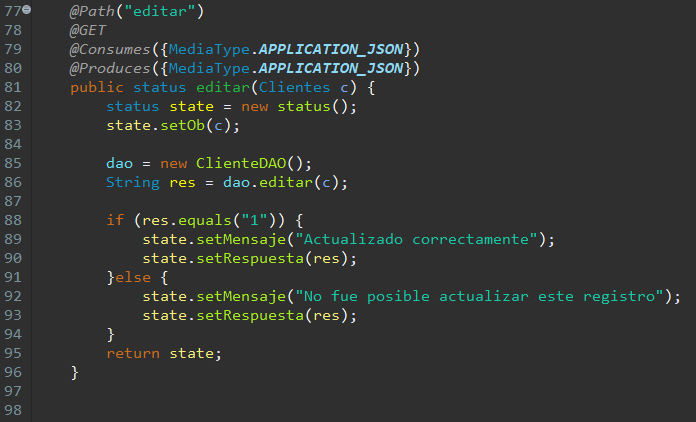 77 @Path("editar")
78 @GET
79 @Consumes({MediaType.APPLICATION_JSON})
80 @Produces({MediaType.APPLICATION_JSON})
81 public status editar(Clientes c) {
82 status state = new status();
83 state.setOb(c);
84
85 dao = new ClienteDAO();
86 String res = dao.editar(c);
87
88 if (res.equals("1")) {
89 state.setMensaje("Actualizado correctamente");
90 state.setRespuesta(res);
91 }else {
92 state.setMensaje("No fue posible actualizar este registro");
93 state.setRespuesta(res);
94 }
95 return state;
96 }
97
98